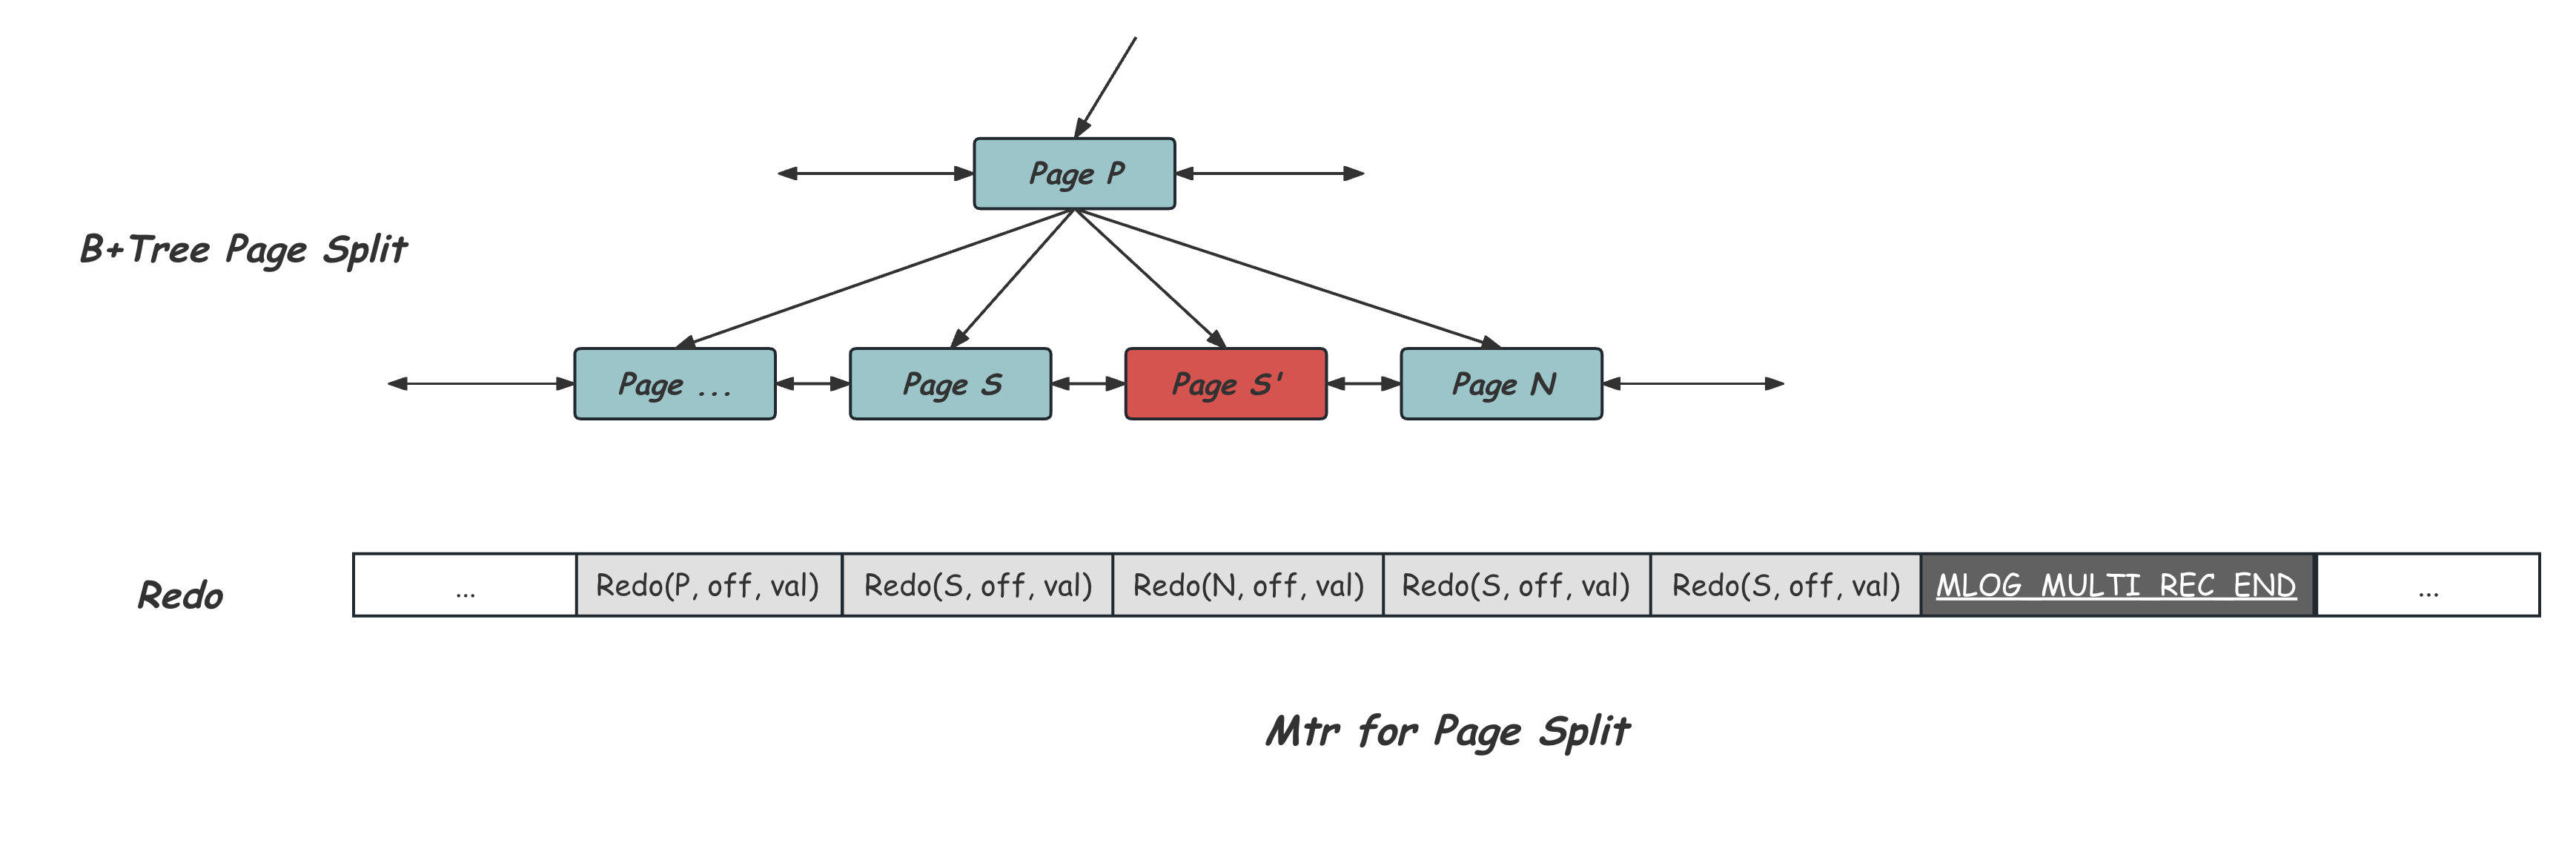 Page P
B+Tree Page Split
Page ... Page S Page S' Page N
Redo ... Redo(P, off, val) Redo(S, off, val) Redo(N, off, val) Redo(S, off, val) Redo(S, off, val) MLOG_MULTI_REC_END ...
Mtr for Page Split